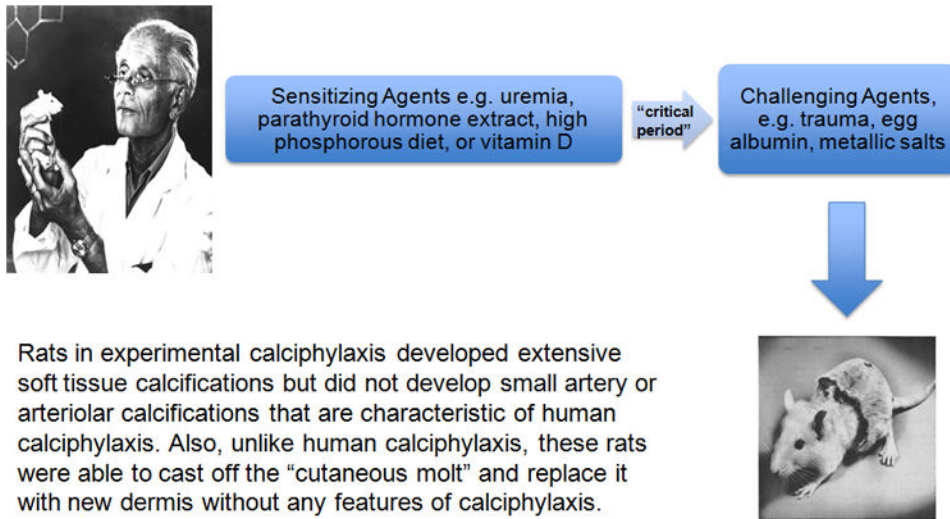 Sensitizing Agents e.g. uremia,
parathyroid hormone extract, high
phosphorous diet, or vitamin D
“critical
period”
Challenging Agents,
e.g. trauma, egg
albumin, metallic salts
Rats in experimental calciphylaxis developed extensive
soft tissue calcifications but did not develop small artery or
arteriolar calcifications that are characteristic of human
calciphylaxis. Also, unlike human calciphylaxis, these rats
were able to cast off the “cutaneous molt” and replace it
with new dermis without any features of calciphylaxis.